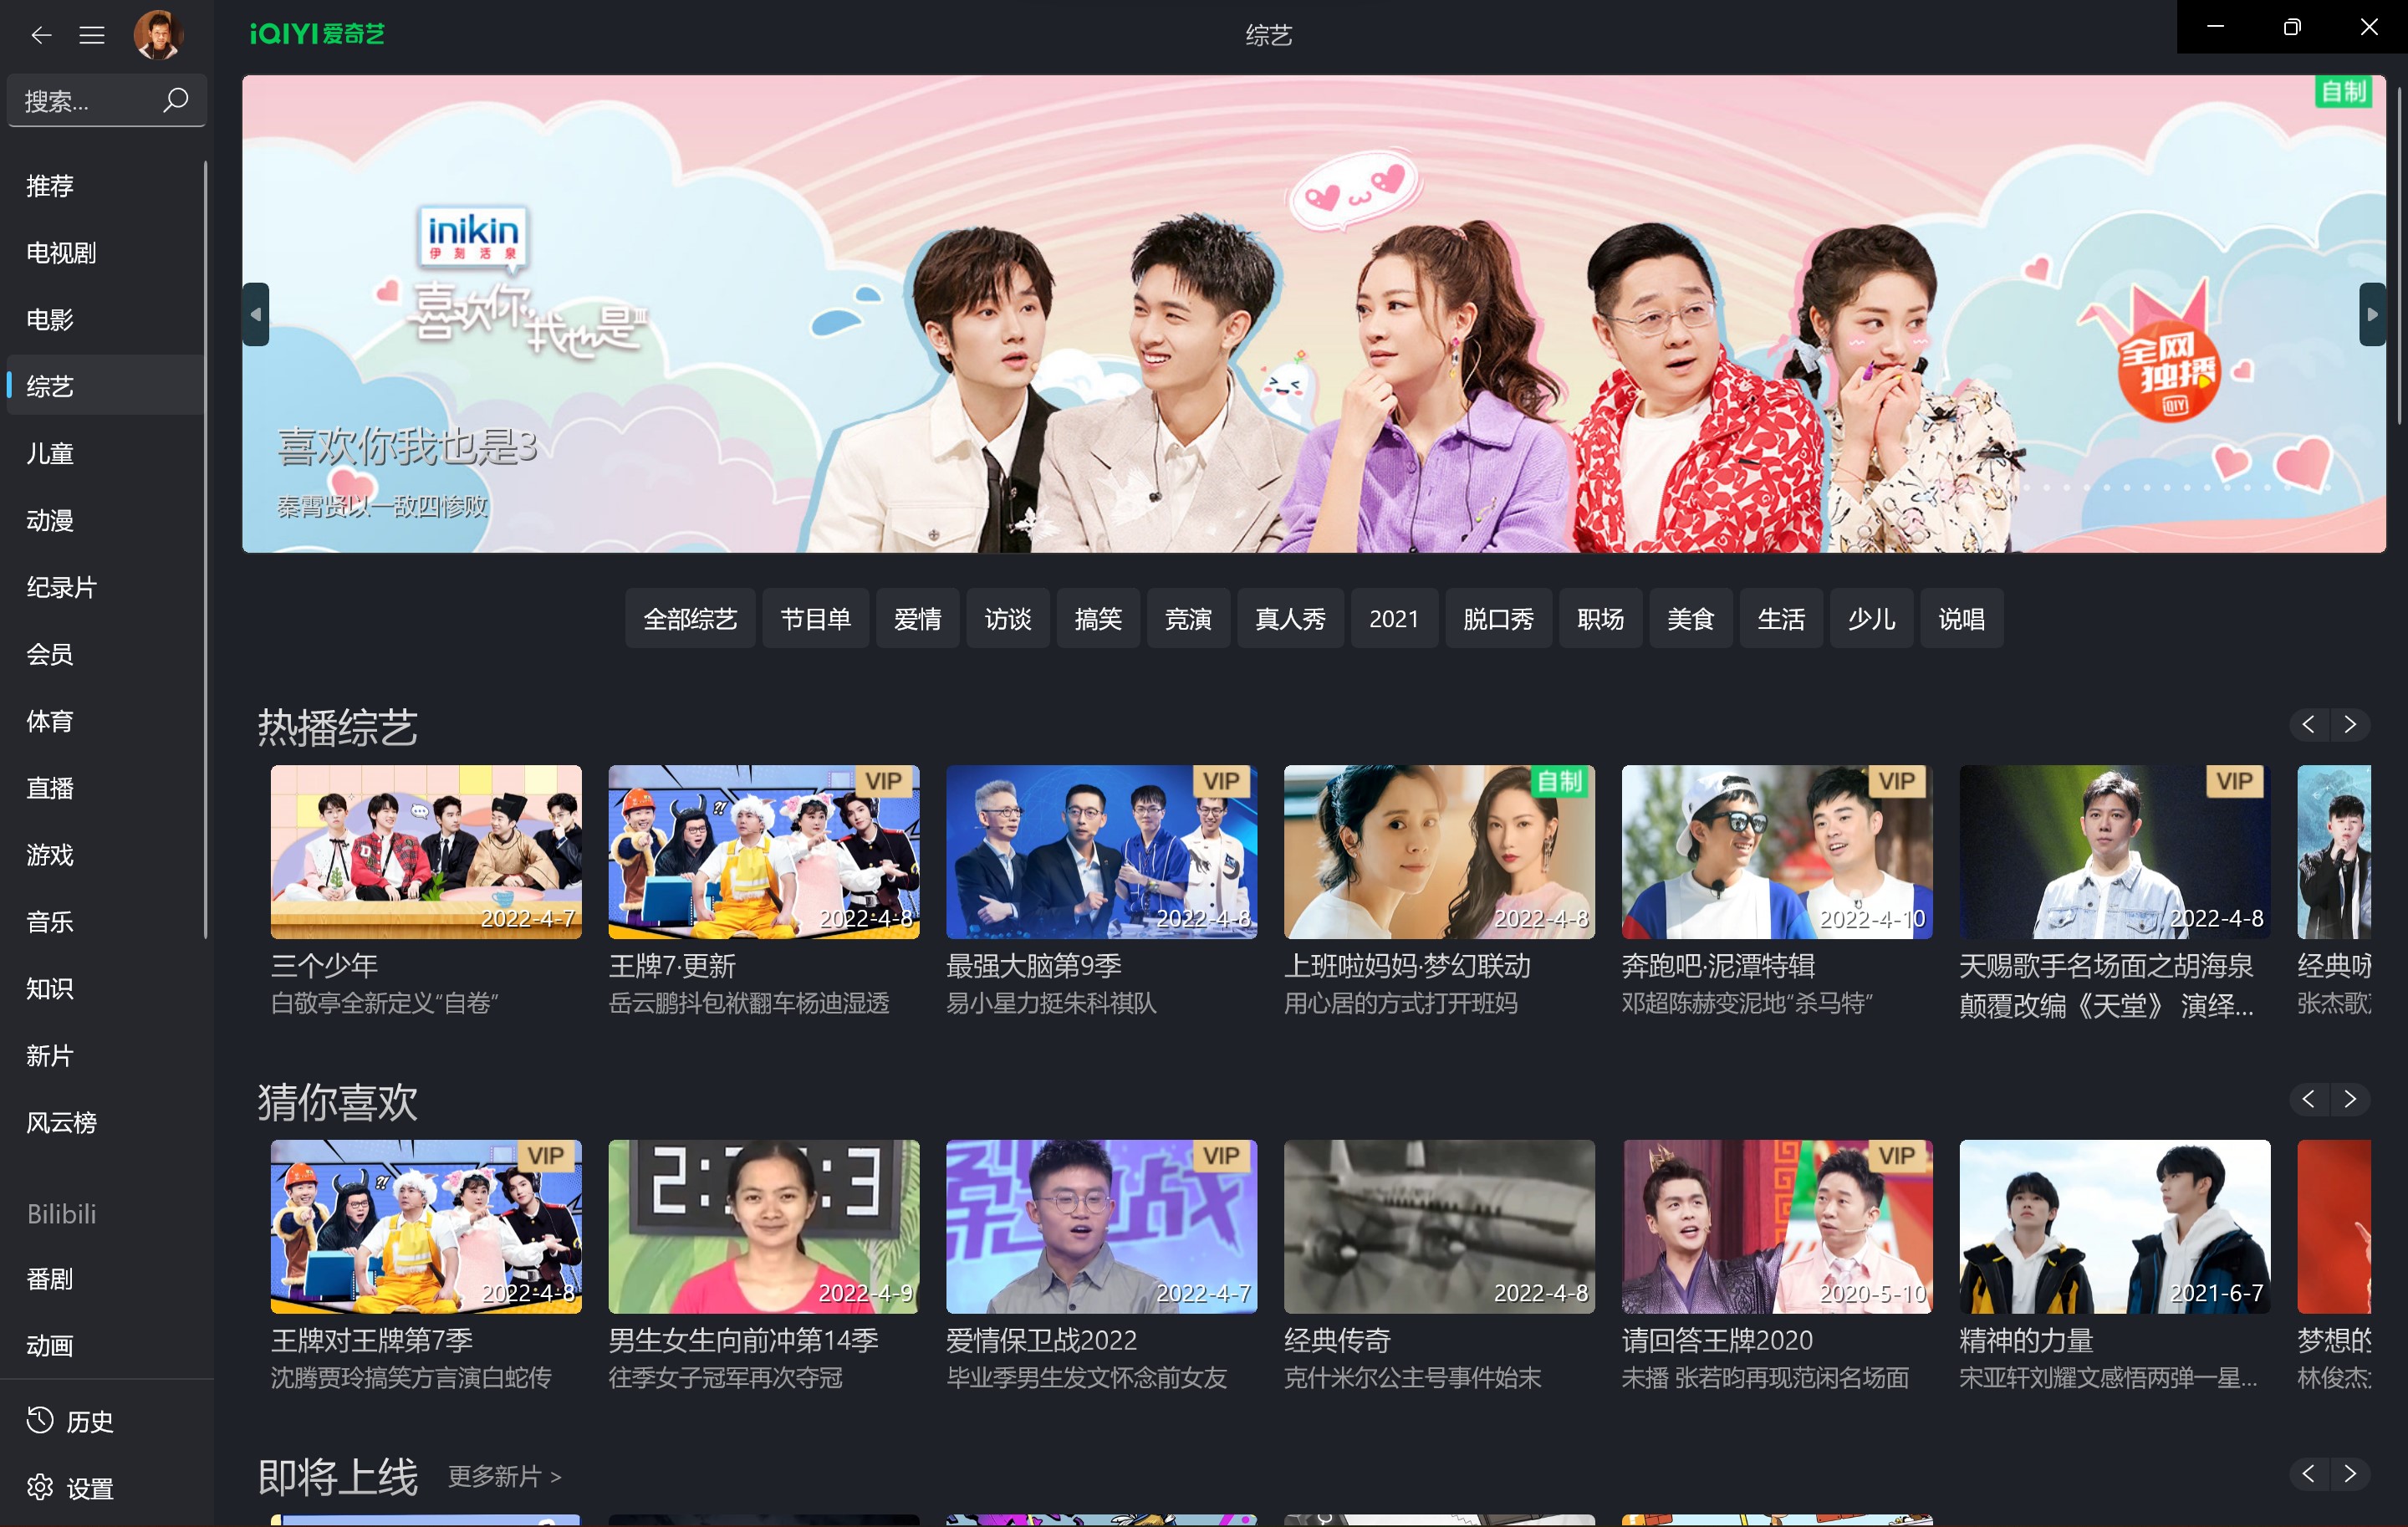 iQIYI 爱奇艺
综艺
搜索...
推荐
电视剧
电影
综艺
儿童
动漫
纪录片
会员
体育
直播
游戏
音乐
知识
新片
风云榜
Bilibili
番剧
动画
历史
设置
自制
inikin
伊刻活泉
喜欢你我也是III
全网
独播
喜欢你我也是3
秦霄贤以一敌四惨败
全部综艺 节目单 爱情 访谈 搞笑 竞演 真人秀 2021 脱口秀 职场 美食 生活 少儿 说唱
热播综艺
2022-4-7
三个少年
白敬亭全新定义“自卷”
VIP
2022-4-8
王牌7·更新
岳云鹏抖包袱翻车杨迪湿透
VIP
2022-4-8
最强大脑第9季
易小星力挺朱科祺队
自制
2022-4-8
上班啦妈妈·梦幻联动
用心居的方式打开班妈
VIP
2022-4-10
奔跑吧·泥潭特辑
邓超陈赫变泥地“杀马特”
VIP
2022-4-8
天赐歌手名场面之胡海泉
颠覆改编《天堂》 演绎...
经典
张杰歌
猜你喜欢
VIP
2022-4-8
王牌对王牌第7季
沈腾贾玲搞笑方言演白蛇传
2022-4-9
男生女生向前冲第14季
往季女子冠军再次夺冠
VIP
2022-4-7
爱情保卫战2022
毕业季男生发文怀念前女友
2022-4-8
经典传奇
克什米尔公主号事件始末
VIP
2020-5-10
请回答王牌2020
未播 张若昀再现范闲名场面
2021-6-7
精神的力量
宋亚轩刘耀文感悟两弹一星...
梦想的
林俊杰
即将上线 更多新片 >